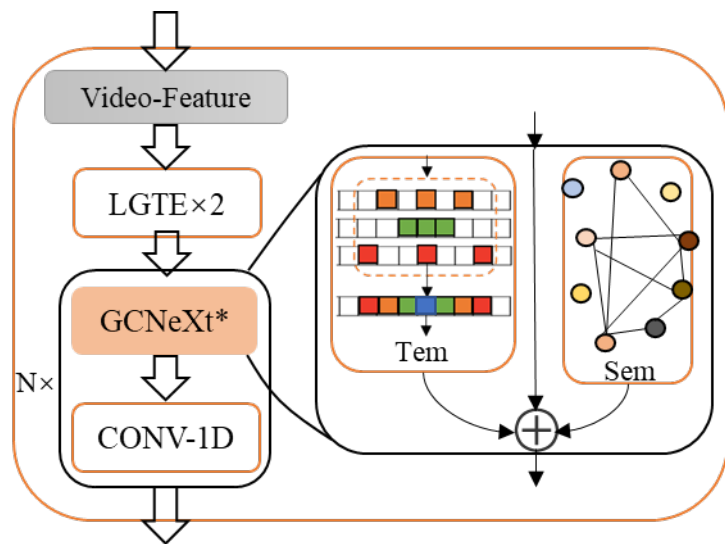 Video-Feature
LGTE×2
GCNeXt*
N×
CONV-1D
Tem
Sem